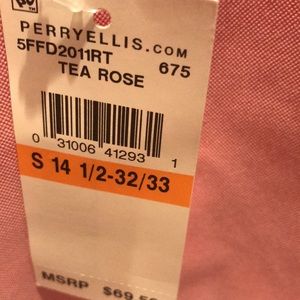 PERRYELLIS.COM
5FFD2011RT 675
TEA ROSE
0 31006 41293 1
S 14 1/2-32/33
MSRP